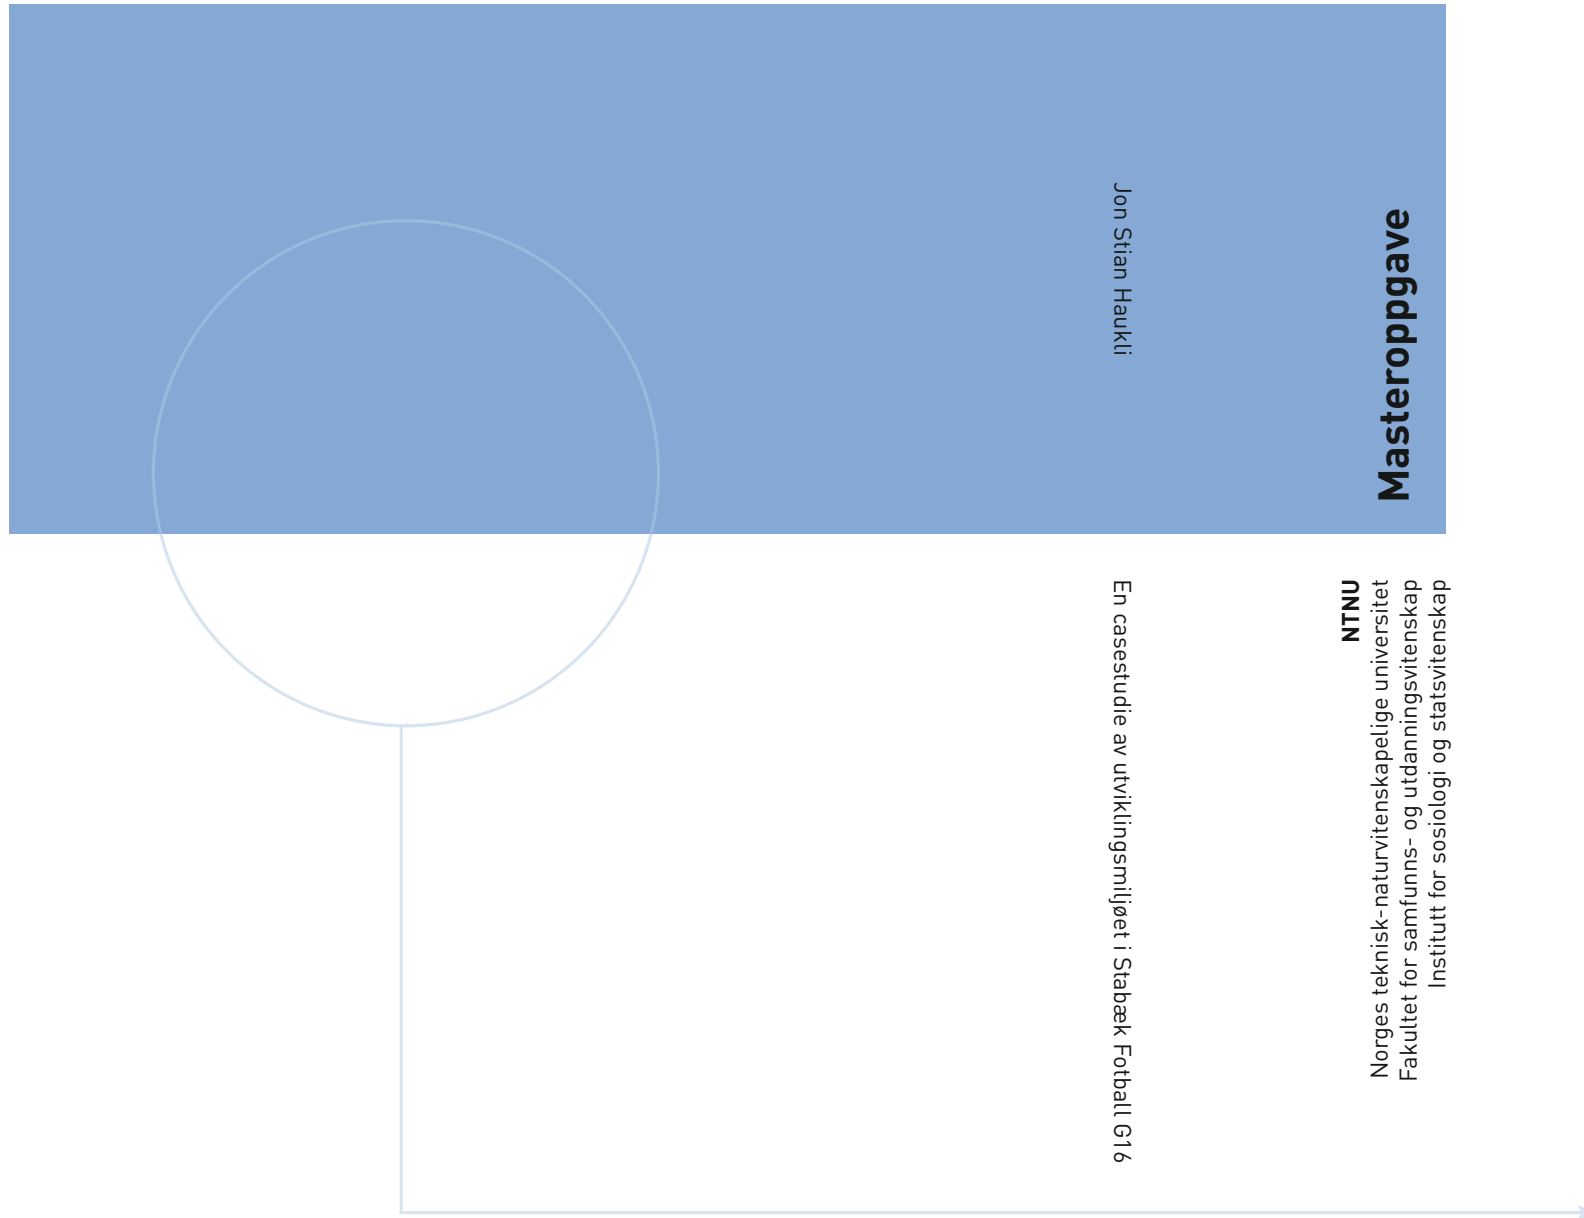 Jon Stian Haukli
En casestudie av utviklingsmiljøet i Stabæk Fotball G16
Masteroppgave
NTNU
Norges teknisk-naturvitenskapelige universitet
Fakultet for samfunns- og utdanningsvitenskap
Institutt for sosiologi og statsvitenskap